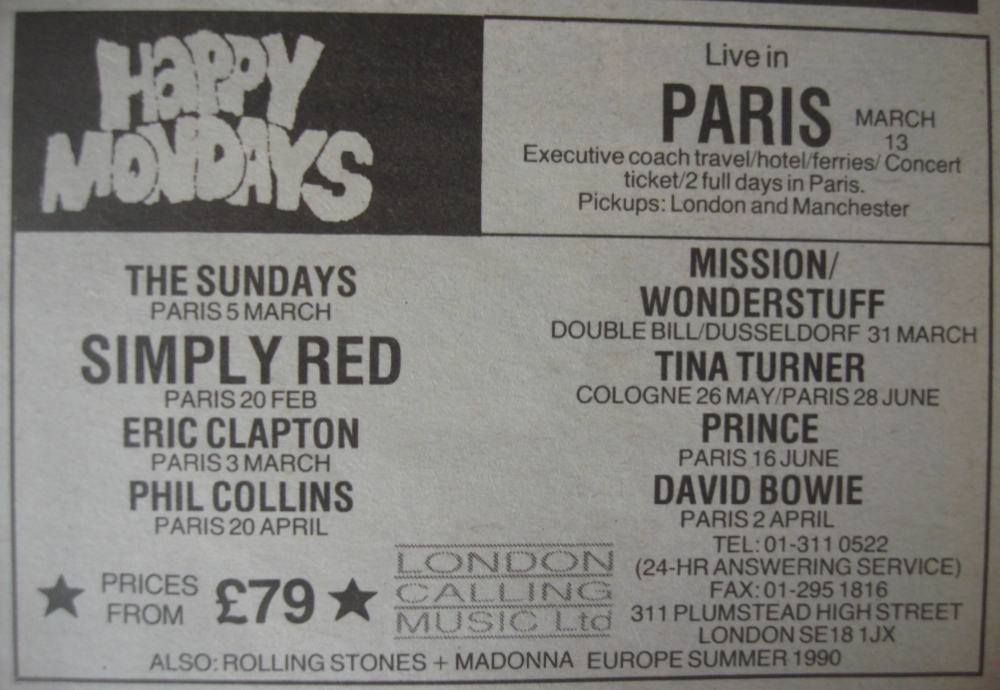 HAPPY
MONDAYS
Live in
PARIS MARCH
13
Executive coach travel/hotel/ferries/ Concert
ticket/2 full days in Paris.
Pickups: London and Manchester
THE SUNDAYS
PARIS 5 MARCH
SIMPLY RED
PARIS 20 FEB
ERIC CLAPTON
PARIS 3 MARCH
PHIL COLLINS
PARIS 20 APRIL
MISSION/
WONDERSTUFF
DOUBLE BILL/DUSSELDORF 31 MARCH
TINA TURNER
COLOGNE 26 MAY/PARIS 28 JUNE
PRINCE
PARIS 16 JUNE
DAVID BOWIE
PARIS 2 APRIL
PRICES
FROM £79
LONDON
CALLING
MUSIC Ltd
TEL: 01-311 0522
(24-HR ANSWERING SERVICE)
FAX: 01-295 1816
311 PLUMSTEAD HIGH STREET
LONDON SE18 1JX
ALSO: ROLLING STONES + MADONNA EUROPE SUMMER 1990